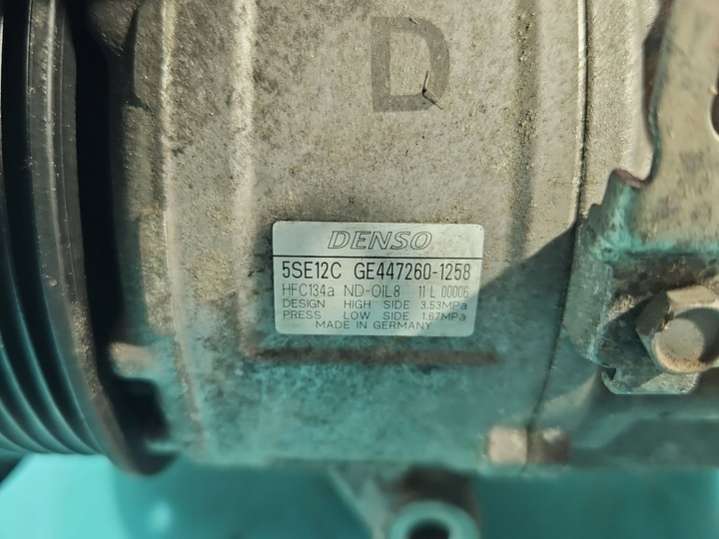 D
DENSO
5SE12C GE447260-1258
HFC134a ND-OIL8 11 L 00006
DESIGN HIGH SIDE 3.53MPa
PRESS LOW SIDE 1.67MPa
MADE IN GERMANY